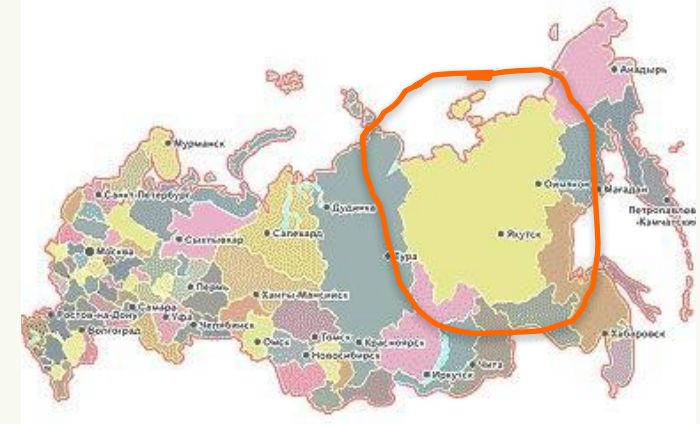 Анадырь
Мурманск
Оймякон
Магадан
Санкт-Петербург
Дудинка
Петропавловск
-Камчатский
Салехард
Якутск
Сыктывкар
Москва
Тура
Пермь
Ханты-Мансийск
Самара
Ростов-на-Дону
Уфа
Челябинск
Волгоград
Хабаровск
Томск
Омск
Красноярск
Новосибирск
Чита
Иркутск